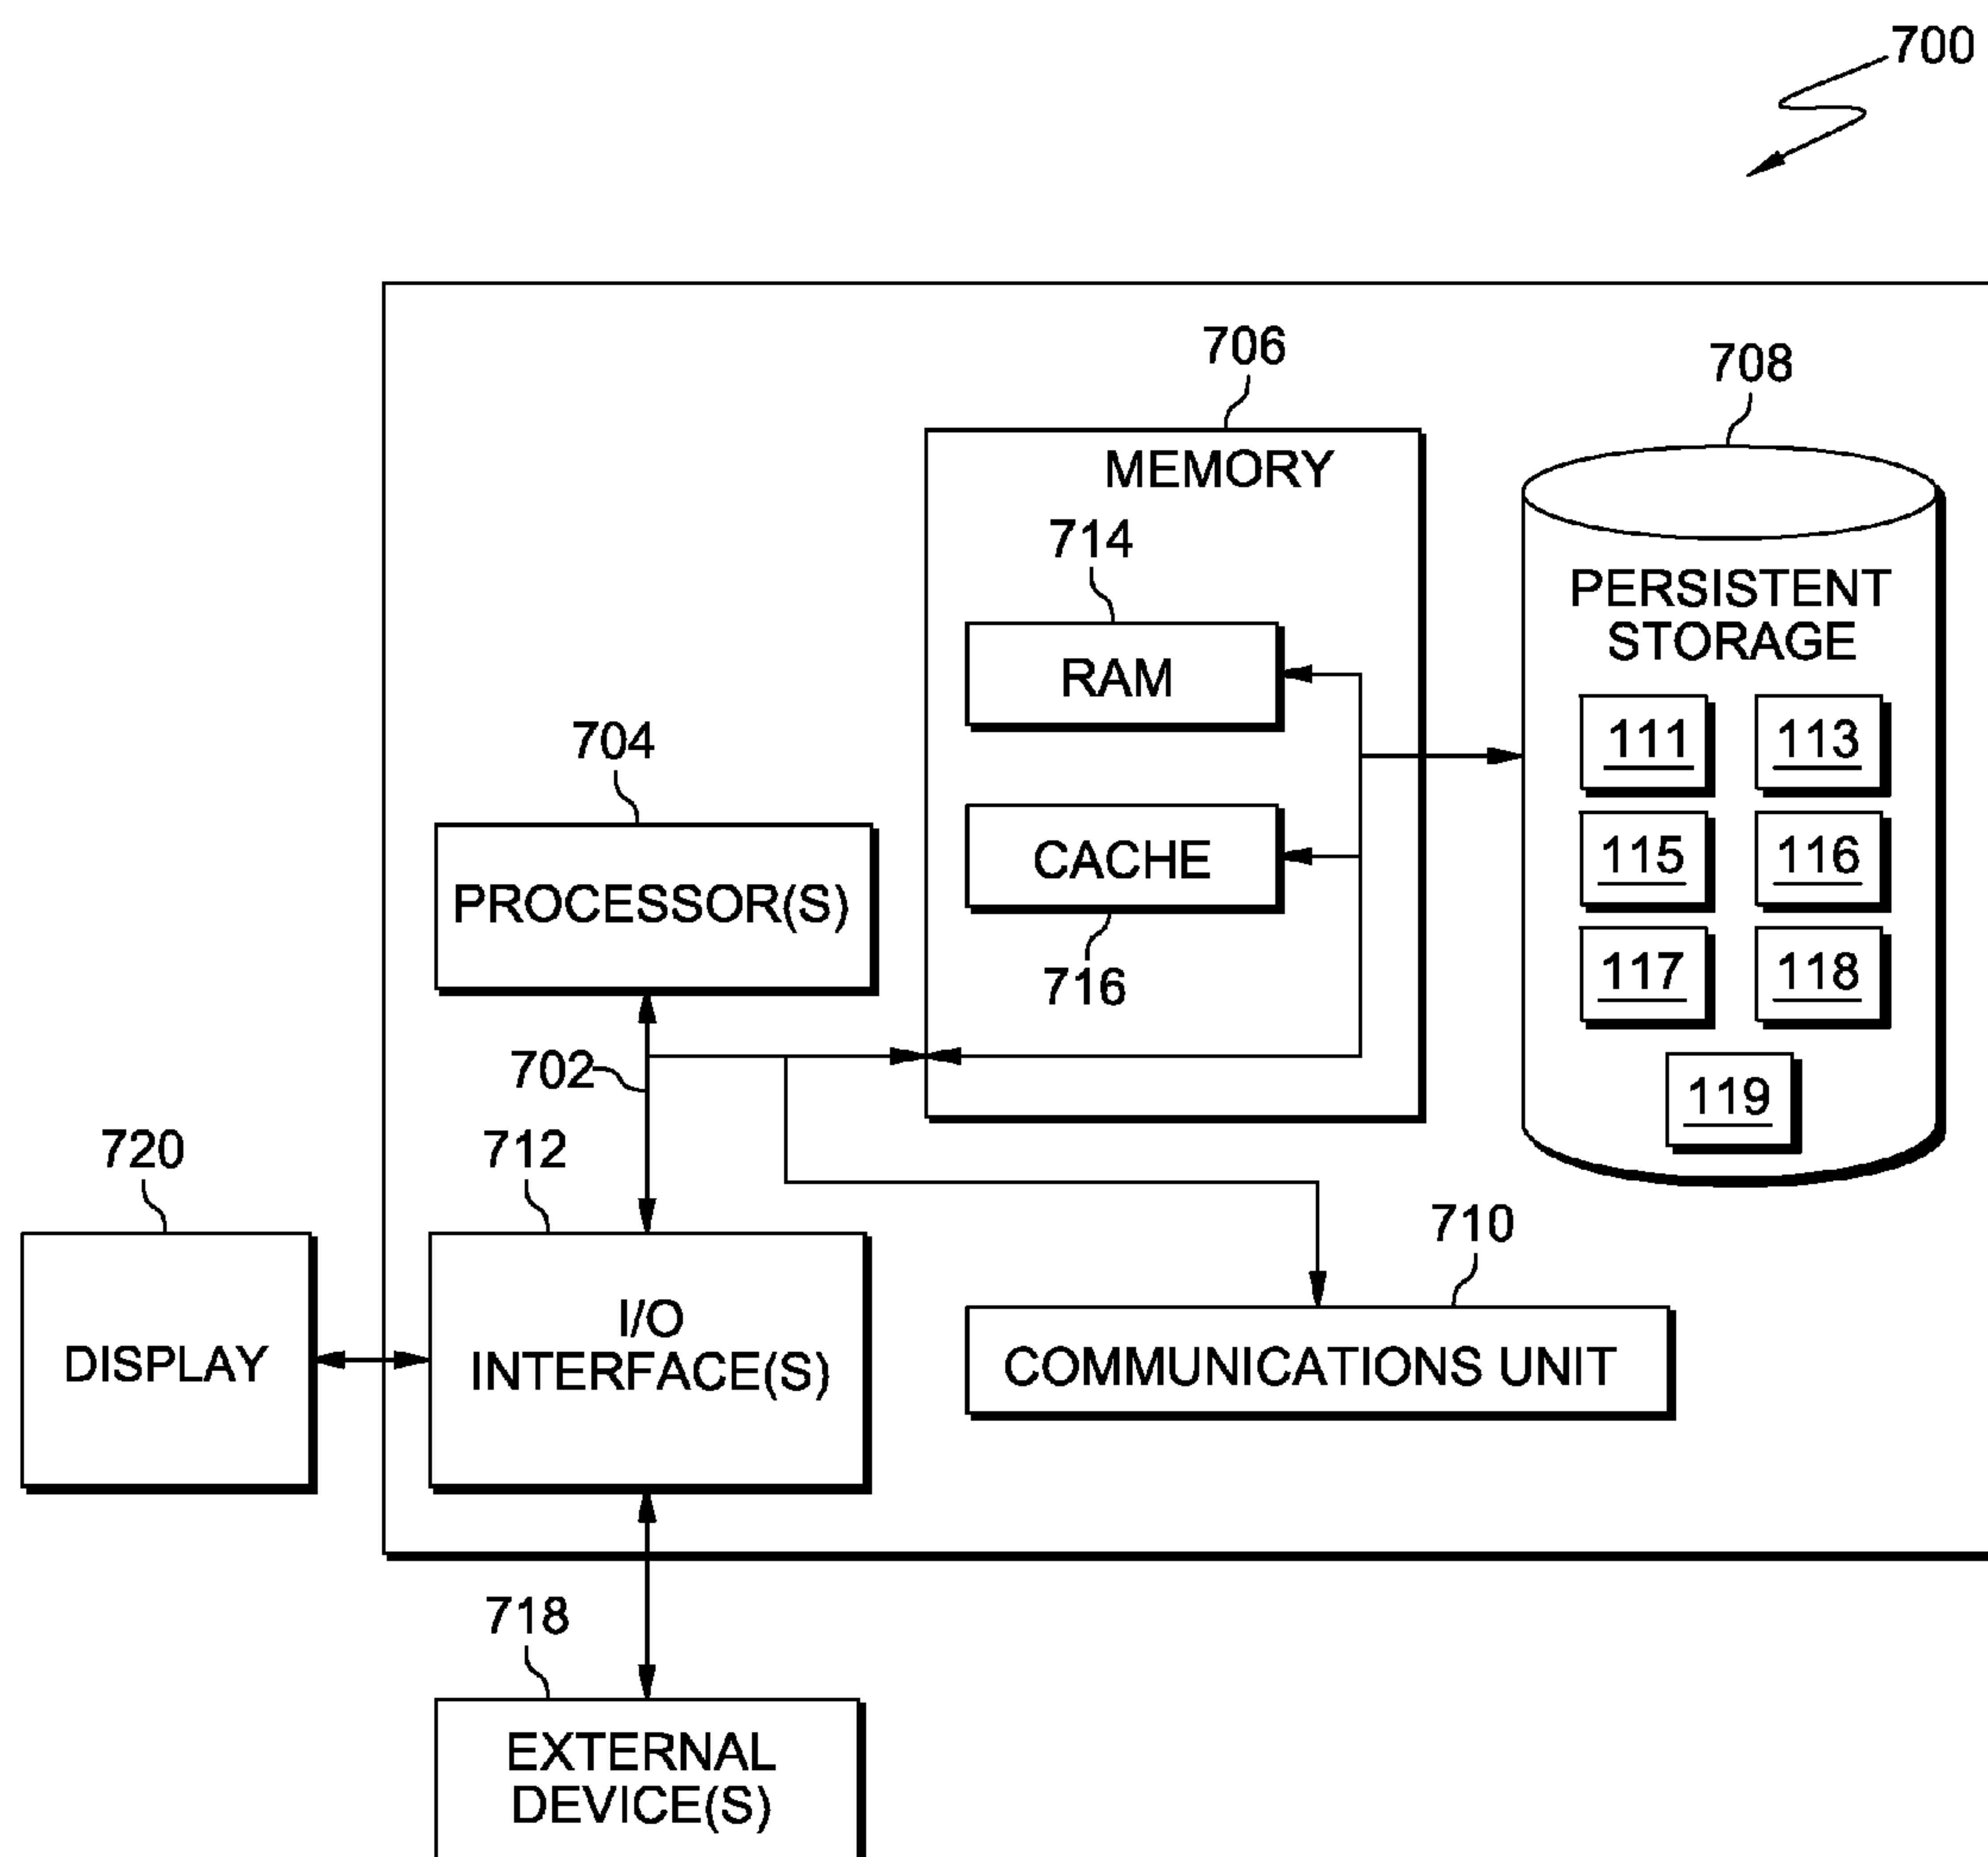 700
706
708
MEMORY
714
PERSISTENT
STORAGE
RAM
111 113
704
CACHE
115 116
PROCESSOR(S)
716
117 118
702
119
720
712
710
I/O
INTERFACE(S)
DISPLAY
COMMUNICATIONS UNIT
718
EXTERNAL
DEVICE(S)